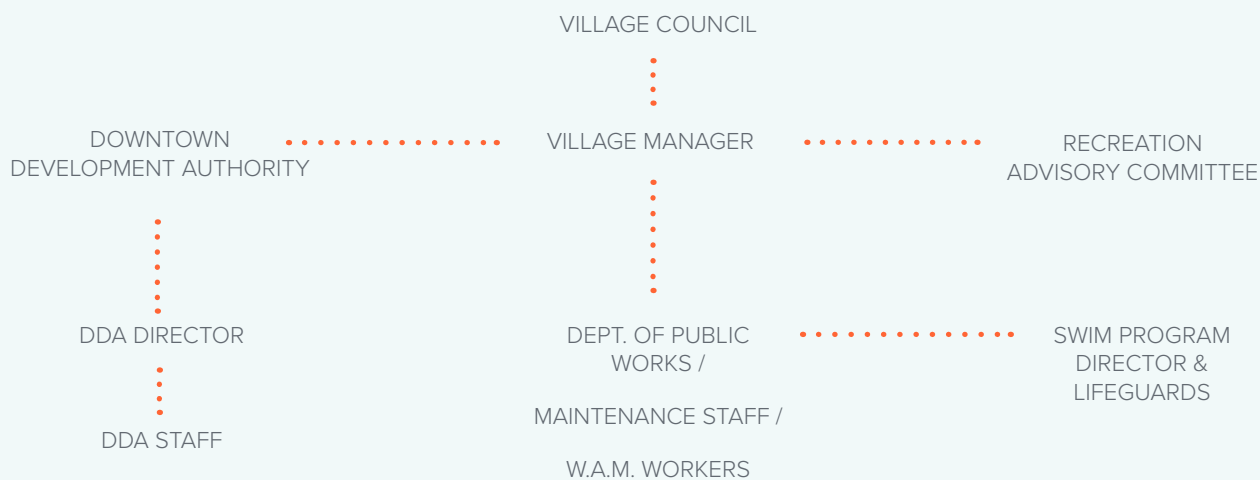 VILLAGE COUNCIL
DOWNTOWN
DEVELOPMENT AUTHORITY
VILLAGE MANAGER
RECREATION
ADVISORY COMMITTEE
DDA DIRECTOR
DEPT. OF PUBLIC
WORKS /
MAINTENANCE STAFF /
W.A.M. WORKERS
SWIM PROGRAM
DIRECTOR &
LIFEGUARDS
DDA STAFF